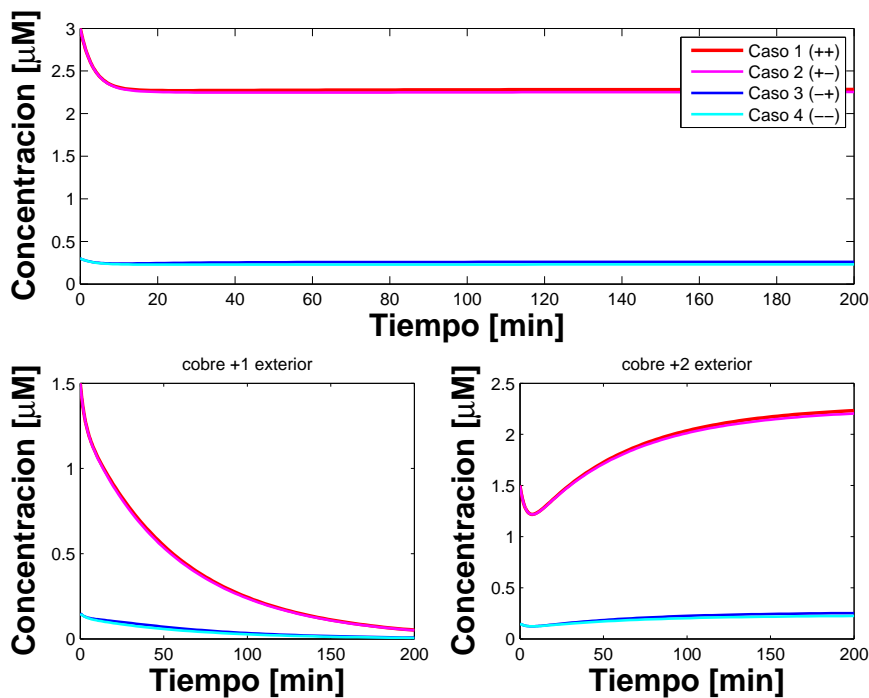 Concentracion [μM]
3
2.5
2
1.5
1
0.5
0
0 20 40 60 80 100 120 140 160 180 200
Tiempo [min]
Caso 1 (++)
Caso 2 (+−)
Caso 3 (−+)
Caso 4 (−−)
cobre +1 exterior
Concentracion [μM]
1.5
1
0.5
0
0 50 100 150 200
Tiempo [min]
cobre +2 exterior
Concentracion [μM]
2.5
2
1.5
1
0.5
0
0 50 100 150 200
Tiempo [min]